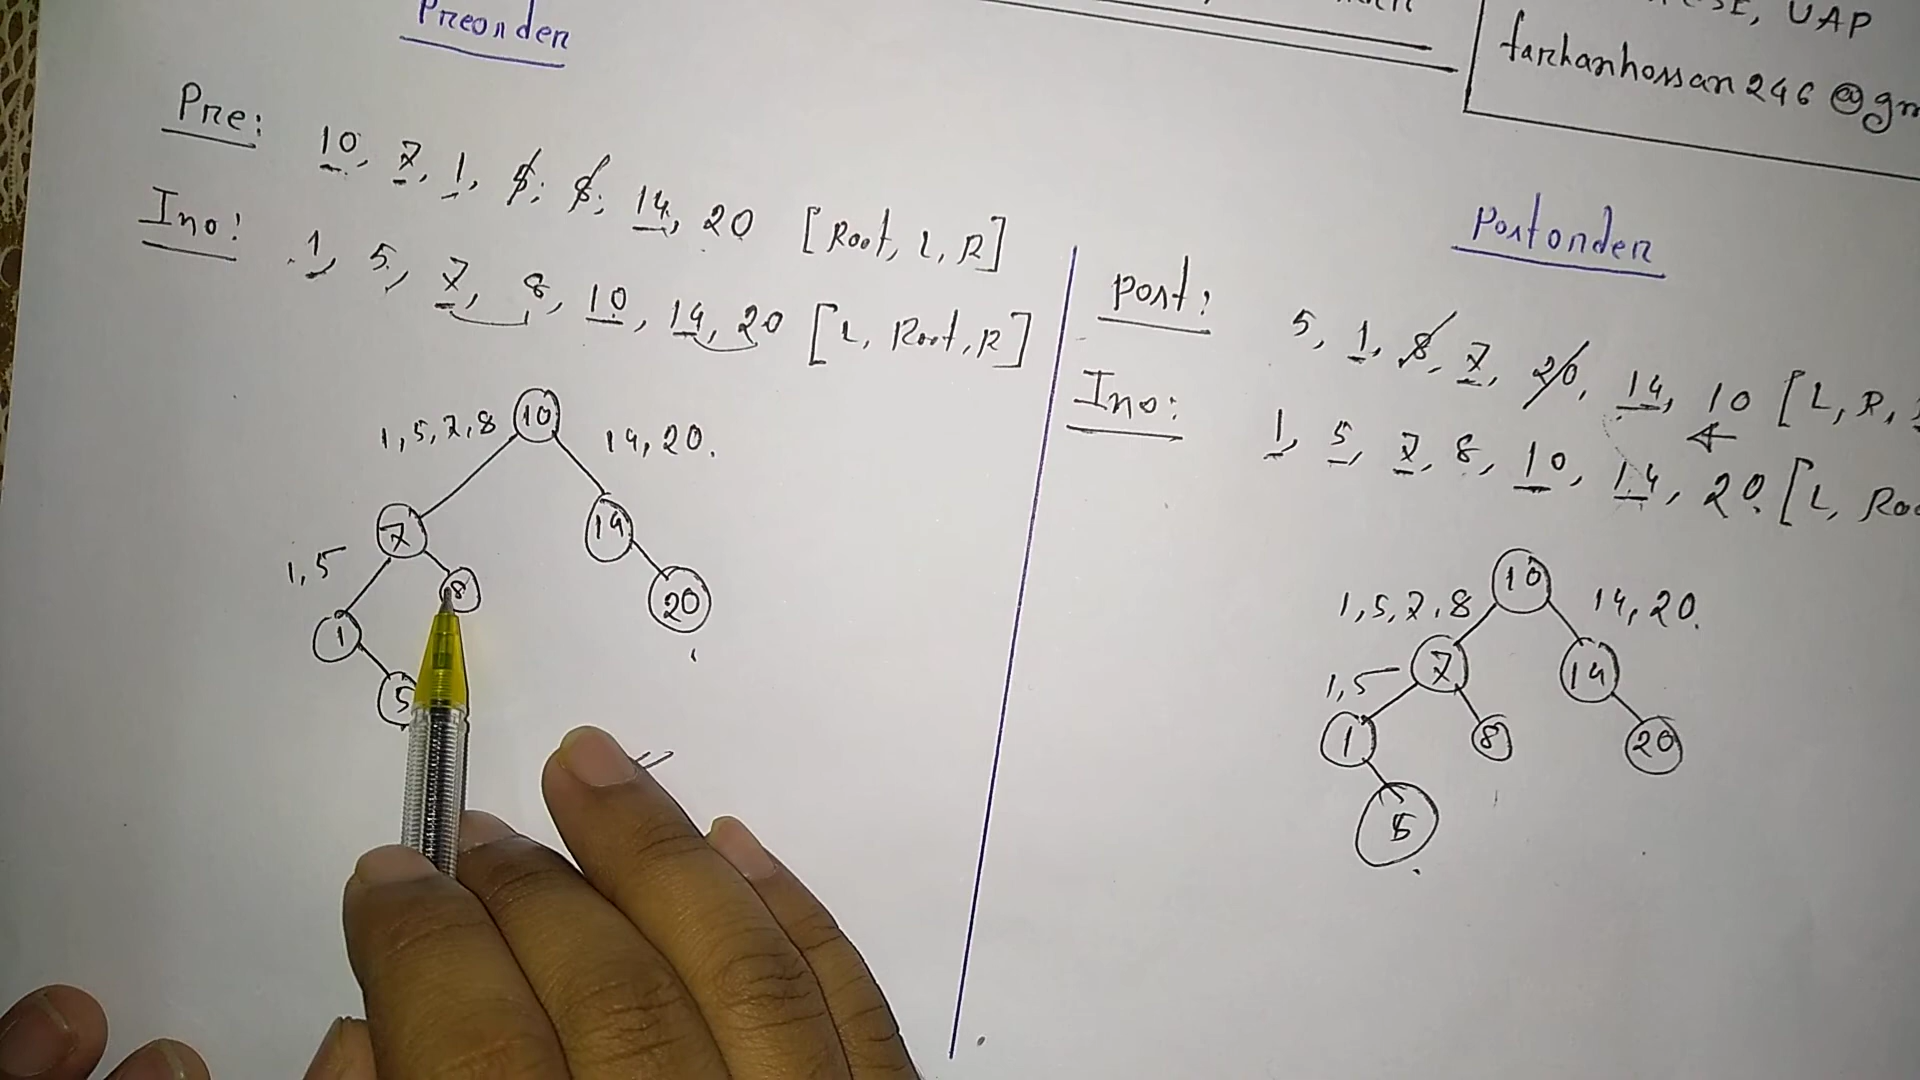 Preorder
CSE, UAP
farhanhossan246@gm
Pre: 10, 7, 1, 5, 8, 14, 20 [Root, L, R]
Ino: 1, 5, 7, 8, 10, 14, 20 [L, Root, R]
10
1, 5, 7, 8
14, 20.
7
14
1, 5
8
20
1
5
Postorder
Post: 5, 1, 8, 7, 20, 14, 10 [L, R,
Ino: 1, 5, 7, 8, 10, 14, 20. [L, Roo
10
1, 5, 7, 8
14, 20.
7
14
1, 5
1
8
20
5